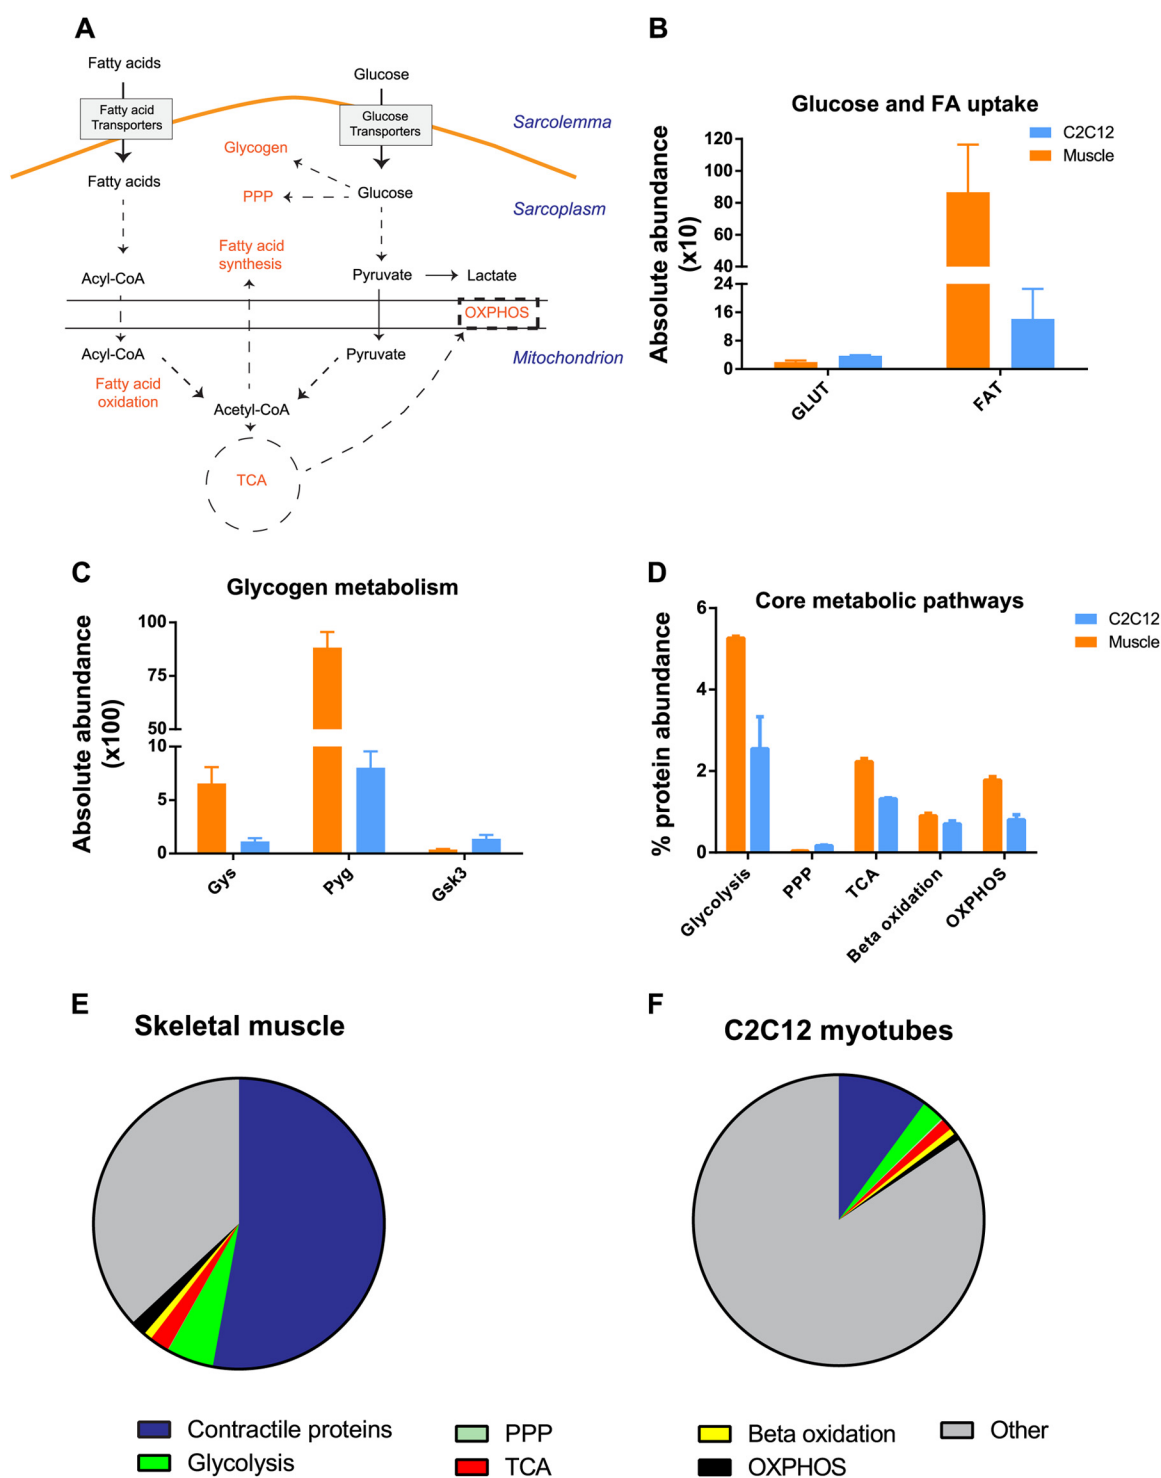 A
Fatty acids
Glucose
Fatty acid
Transporters
Glucose
Transporters
Sarcolemma
Glycogen
Fatty acids
PPP
Glucose
Sarcoplasm
Fatty acid
synthesis
Acyl-CoA
Pyruvate
Lactate
OXPHOS
Acyl-CoA
Pyruvate
Mitochondrion
Fatty acid
oxidation
Acetyl-CoA
TCA
B
Glucose and FA uptake
C2C12
Muscle
Absolute abundance
(x10)
120
100
80
60
40
24
16
8
0
GLUT
FAT
C
Glycogen metabolism
Absolute abundance
(x100)
100
75
50
10
5
0
Gys
Pyg
Gsk3
D
Core metabolic pathways
C2C12
Muscle
% protein abundance
6
4
2
0
Glycolysis
PPP
TCA
Beta oxidation
OXPHOS
E
Skeletal muscle
F
C2C12 myotubes
Contractile proteins
PPP
Beta oxidation
Other
Glycolysis
TCA
OXPHOS